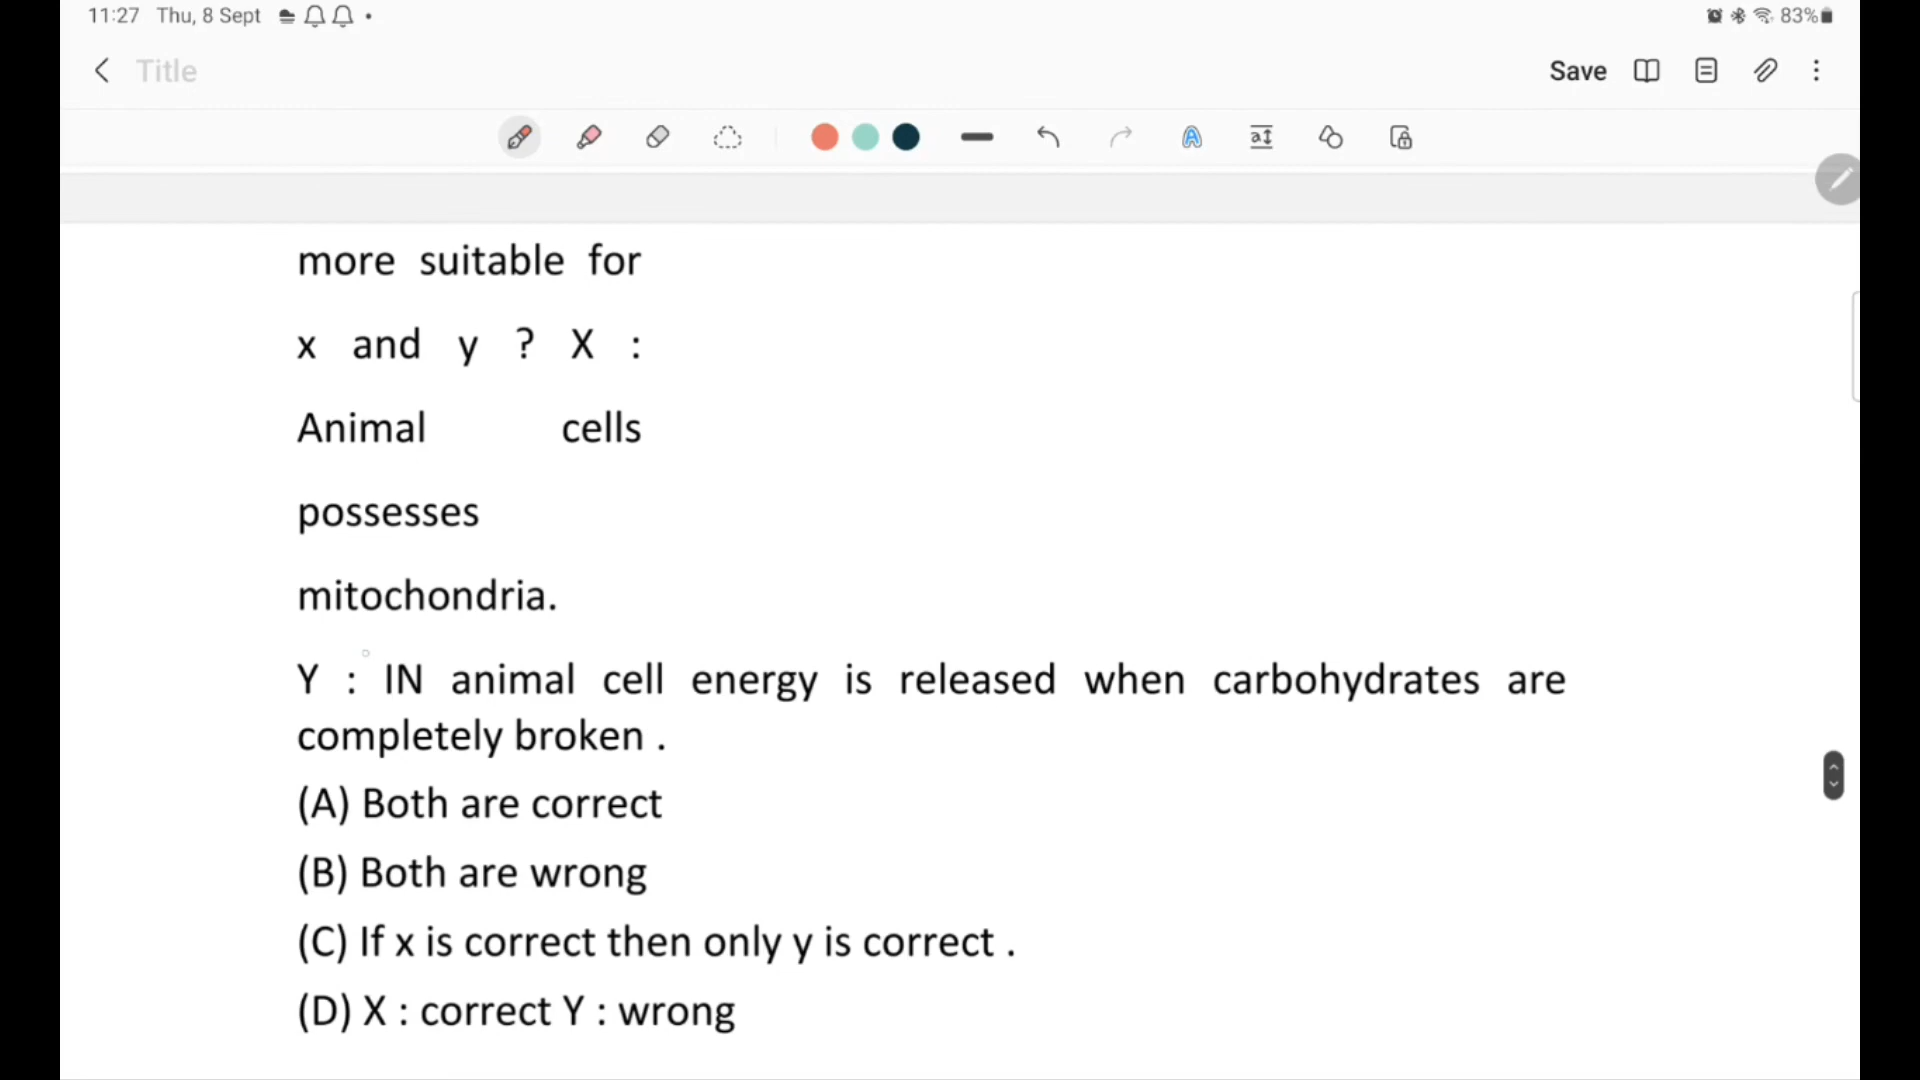 11:27 Thu, 8 Sept 83%
Title Save
more suitable for
x and y ? X :
Animal cells
possesses
mitochondria.
Y : IN animal cell energy is released when carbohydrates are
completely broken .
(A) Both are correct
(B) Both are wrong
(C) If x is correct then only y is correct .
(D) X : correct Y : wrong